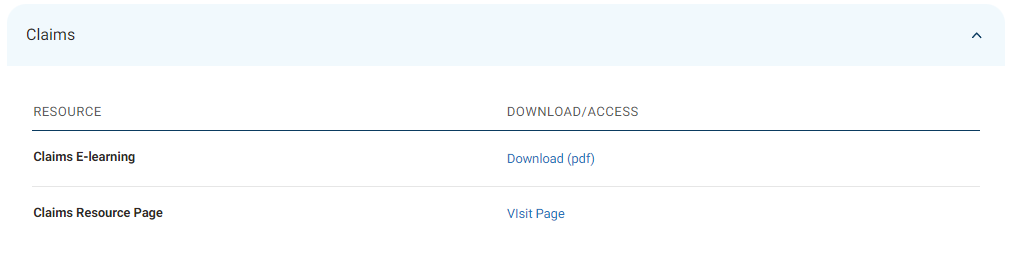 Claims
RESOURCE DOWNLOAD/ACCESS
Claims E-learning Download (pdf)
Claims Resource Page VIsit Page